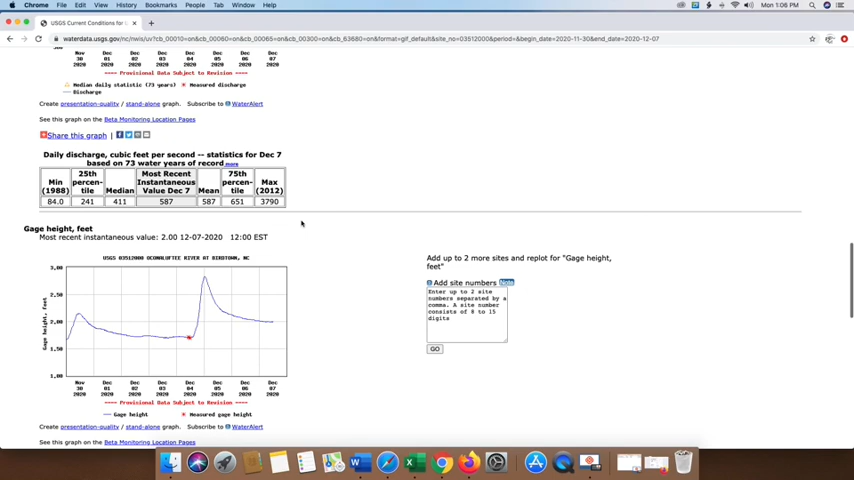 Chrome File Edit View History Bookmarks People Tab Window Help Mon 1:06 PM
USGS Current Conditions for
waterdata.usgs.gov/nc/nwis/uv?cb_00010=on&cb_00060=on&cb_00065=on&cb_00300=on&cb_63680=on&format=gif_default&site_no=03512000&period=&begin_date=2020-11-30&end_date=2020-12-07
Nov Dec Dec Dec Dec Dec Dec Dec
30 01 02 03 04 05 06 07
2020 2020 2020 2020 2020 2020 2020 2020
---- Provisional Data Subject to Revision ----
Median daily statistic (73 years) Measured discharge
Discharge
Create presentation-quality / stand-alone graph. Subscribe to WaterAlert
See this graph on the Beta Monitoring Location Pages
Share this graph |
Daily discharge, cubic feet per second -- statistics for Dec 7
based on 73 water years of record more
Min (1988) 25th percen-tile Median Most Recent Instantaneous Value Dec 7 Mean 75th percen-tile Max (2012)
84.0 241 411 587 587 651 3790
Gage height, feet
Most recent instantaneous value: 2.00 12-07-2020 12:00 EST
USGS 03512000 OCONALUFTEE RIVER AT BIRDTOWN, NC
Gage height, feet
3.00
2.50
2.00
1.50
1.00
Nov Dec Dec Dec Dec Dec Dec Dec
30 01 02 03 04 05 06 07
2020 2020 2020 2020 2020 2020 2020 2020
---- Provisional Data Subject to Revision ----
Gage height Measured gage height
Create presentation-quality / stand-alone graph. Subscribe to WaterAlert
See this graph on the Beta Monitoring Location Pages
Add up to 2 more sites and replot for "Gage height,
feet"
Add site numbers Note
Enter up to 2 site
numbers separated by a
comma. A site number
consists of 8 to 15
digits
GO